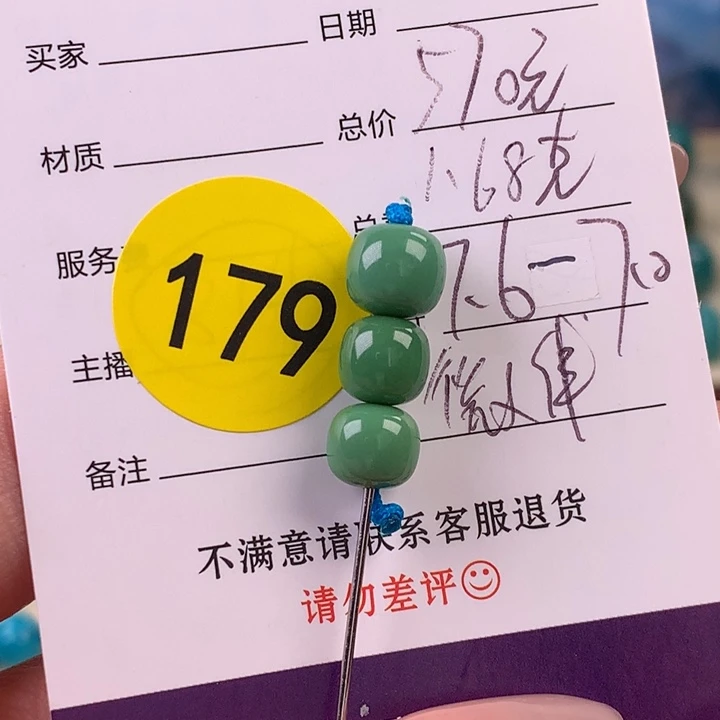 买家 日期
材质 总价 570元
1.68克
服务 总
179 7.6-7.0
主播 微
备注
不满意请联系客服退货
请勿差评